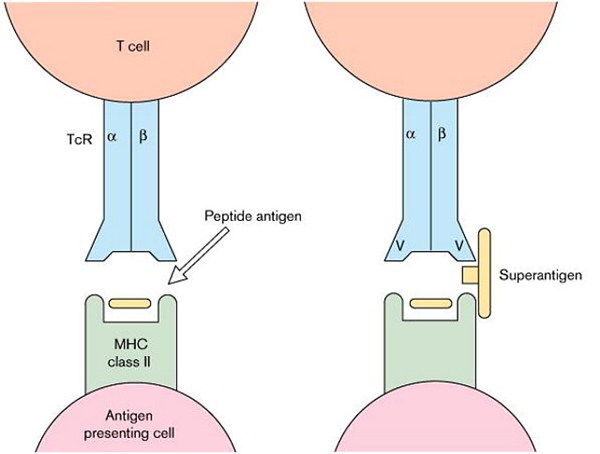 T cell
TcR
α
β
Peptide antigen
MHC
class II
Antigen
presenting cell
α
β
V
V
Superantigen